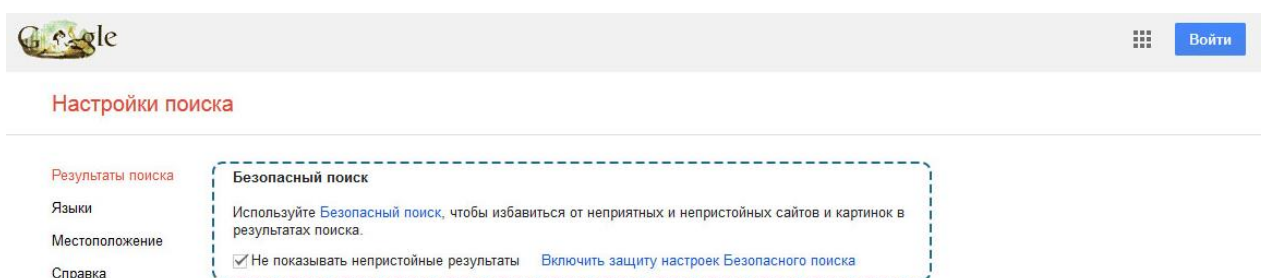 Google
Войти
Настройки поиска
Результаты поиска
Языки
Местоположение
Справка
Безопасный поиск
Используйте Безопасный поиск, чтобы избавиться от неприятных и непристойных сайтов и картинок в
результатах поиска.
Не показывать непристойные результаты Включить защиту настроек Безопасного поиска